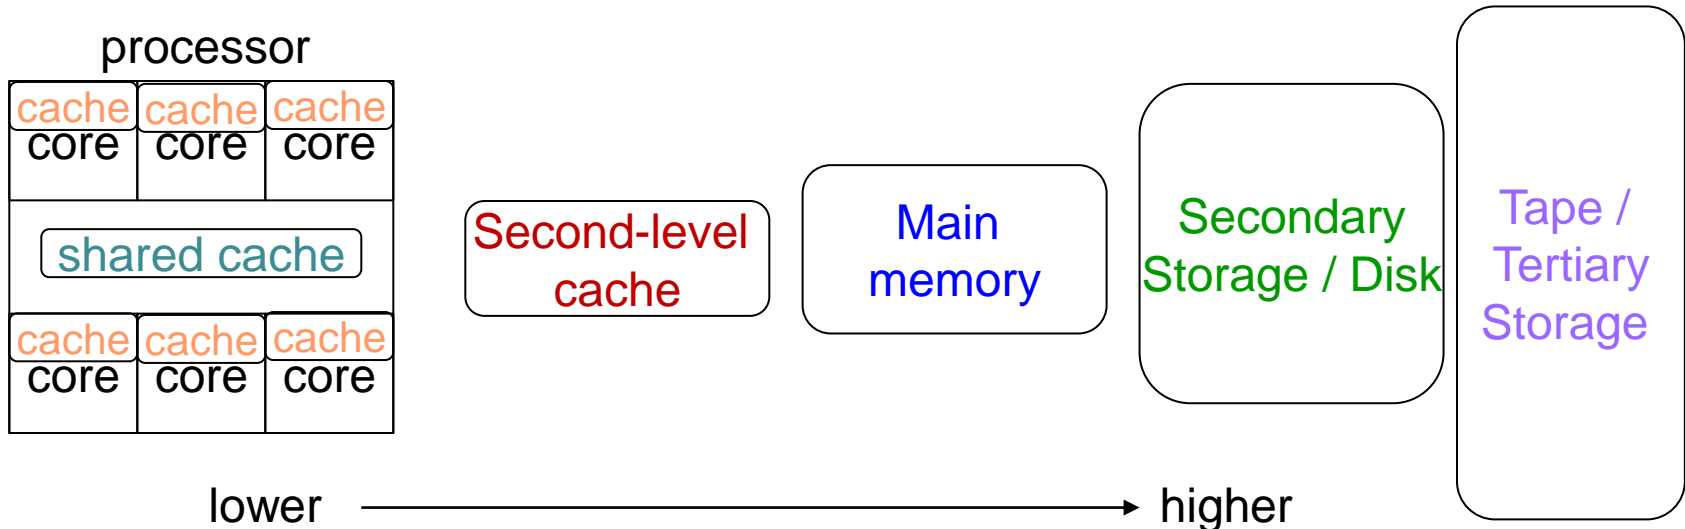 processor
cache cache cache
core core core
shared cache
cache cache cache
core core core
Second-level
cache
Main
memory
Secondary
Storage / Disk
Tape /
Tertiary
Storage
lower higher